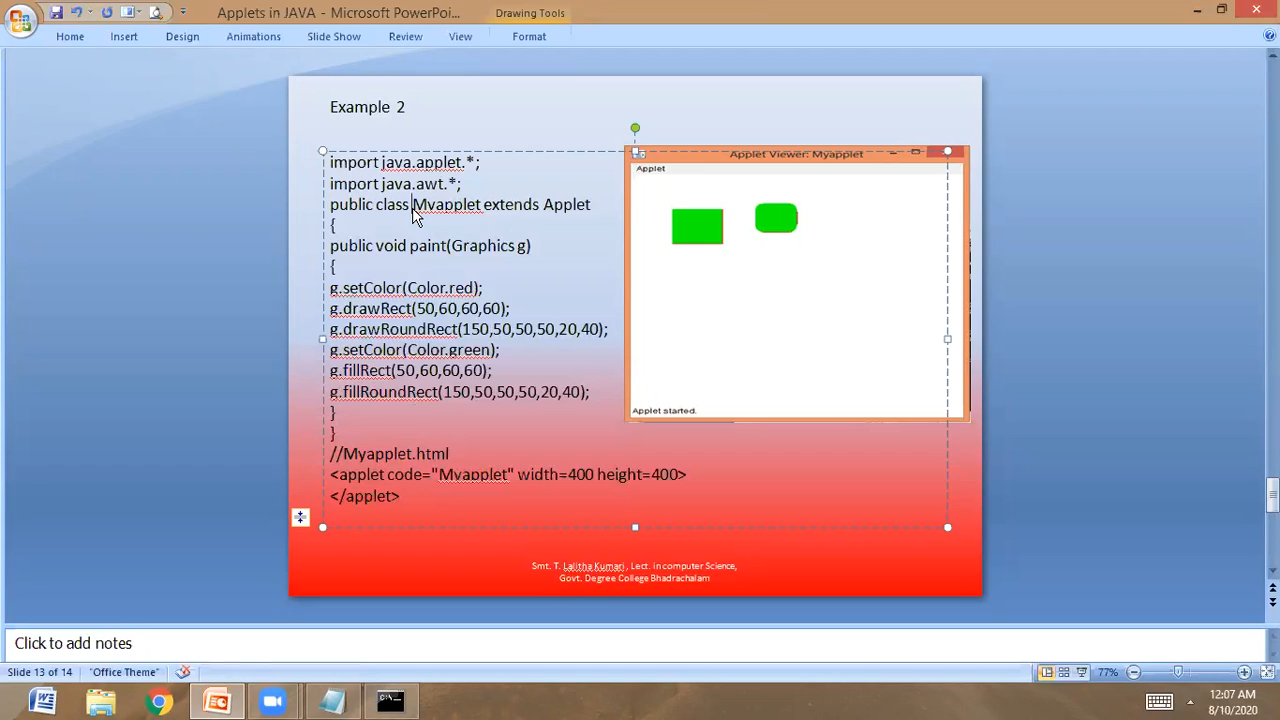 Applets in JAVA - Microsoft PowerPoi...
Drawing Tools
Home
Insert
Design
Animations
Slide Show
Review
View
Format
Example 2
import java.applet.*;
import java.awt.*;
public class Myapplet extends Applet
{
public void paint(Graphics g)
{
g.setColor(Color.red);
g.drawRect(50,60,60,60);
g.drawRoundRect(150,50,50,50,20,40);
g.setColor(Color.green);
g.fillRect(50,60,60,60);
g.fillRoundRect(150,50,50,50,20,40);
}
}
//Myapplet.html
<applet code="Myapplet" width=400 height=400>
</applet>
Applet Viewer: Myapplet
Applet
Applet started.
Smt. T. Lalitha Kumari , Lect. in computer Science,
Govt. Degree College Bhadrachalam
Click to add notes
Slide 13 of 14
"Office Theme"
77%
12:07 AM
8/10/2020